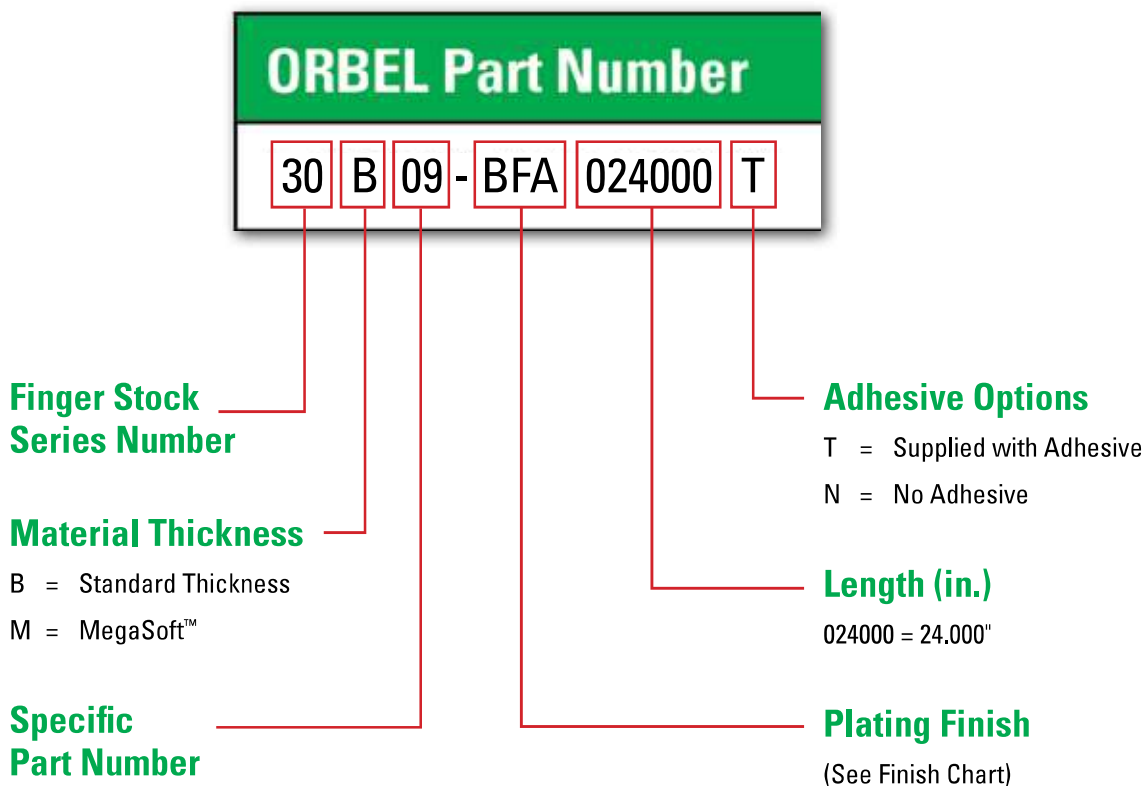 ORBEL Part Number
30 B 09 - BFA 024000 T
Finger Stock
Series Number
Material Thickness
B = Standard Thickness
M = MegaSoft™
Specific
Part Number
Adhesive Options
T = Supplied with Adhesive
N = No Adhesive
Length (in.)
024000 = 24.000"
Plating Finish
(See Finish Chart)